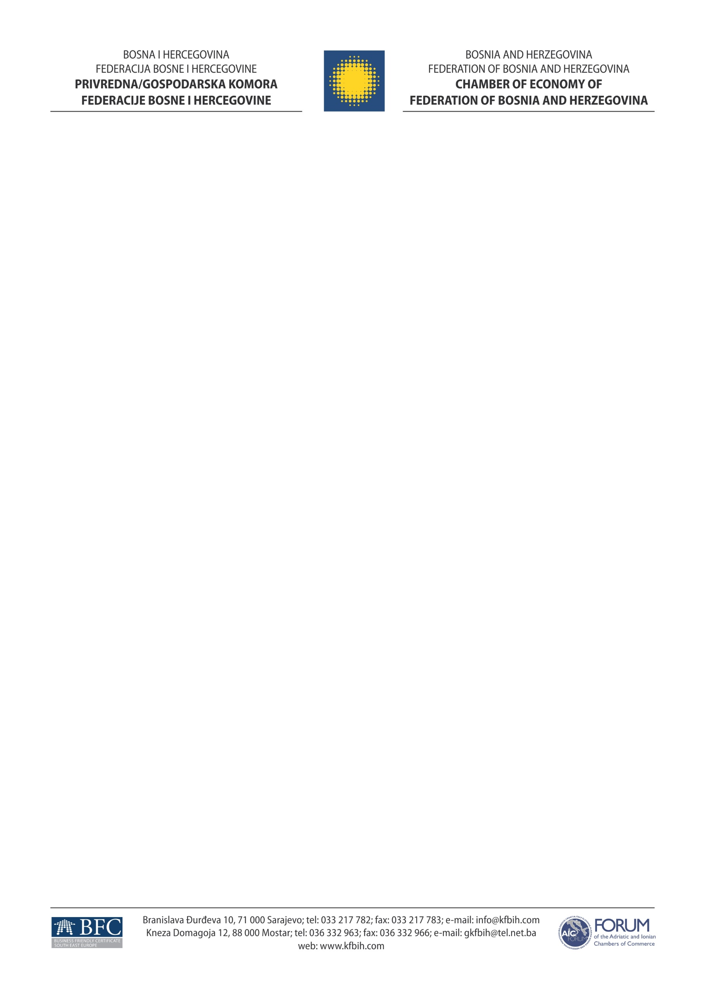 BOSNA I HERCEGOVINA
FEDERACIJA BOSNE I HERCEGOVINE
PRIVREDNA/GOSPODARSKA KOMORA
FEDERACIJE BOSNE I HERCEGOVINE
BOSNIA AND HERZEGOVINA
FEDERATION OF BOSNIA AND HERZEGOVINA
CHAMBER OF ECONOMY OF
FEDERATION OF BOSNIA AND HERZEGOVINA
BFC
BUSINESS FRIENDLY CERTIFICATE
SOUTH EAST EUROPE
Branislava Đurđeva 10, 71 000 Sarajevo; tel: 033 217 782; fax: 033 217 783; e-mail: info@kfbih.com
Kneza Domagoja 12, 88 000 Mostar; tel: 036 332 963; fax: 036 332 966; e-mail: gkfbih@tel.net.ba
web: www.kfbih.com
AIC
FORUM
FORUM
of the Adriatic and Ionian
Chambers of Commerce